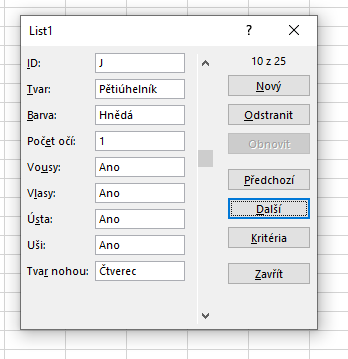 List1
? ×
ID: J
10 z 25
Tvar: Pětiúhelník
Nový
Barva: Hnědá
Odstranit
Počet očí: 1
Obnovit
Vousy: Ano
Předchozí
Vlasy: Ano
Další
Ústa: Ano
Kritéria
Uši: Ano
Tvar nohou: Čtverec
Zavřít